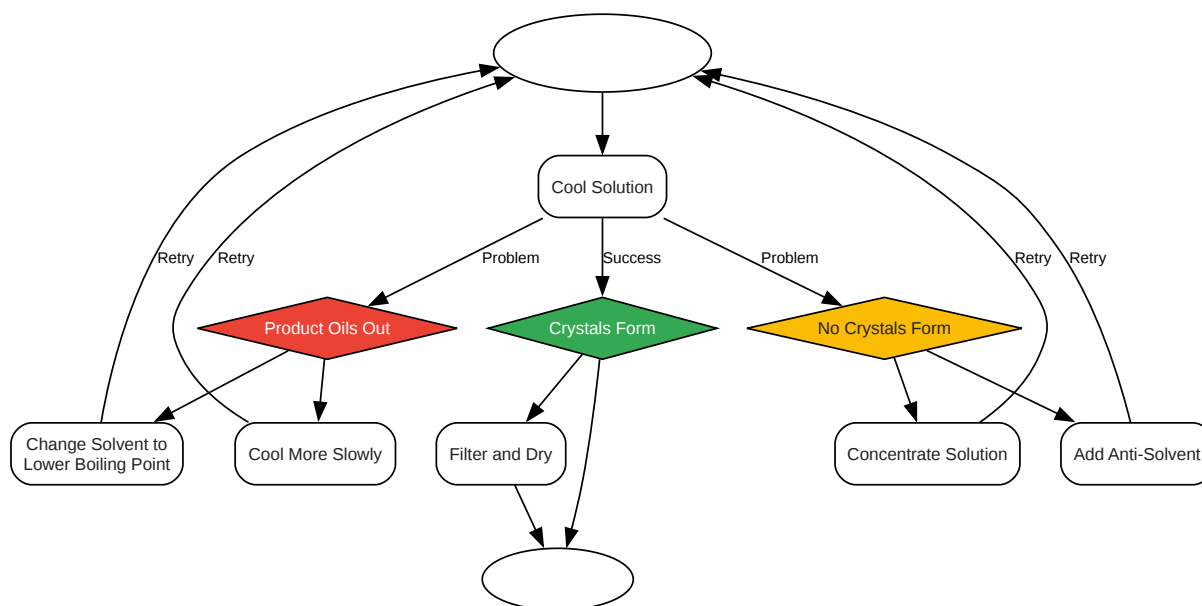 Cool Solution
Retry
Retry
Problem
Success
Problem
Retry
Retry
Product Oils Out
Crystals Form
No Crystals Form
Change Solvent to
Lower Boiling Point
Cool More Slowly
Filter and Dry
Concentrate Solution
Add Anti-Solvent